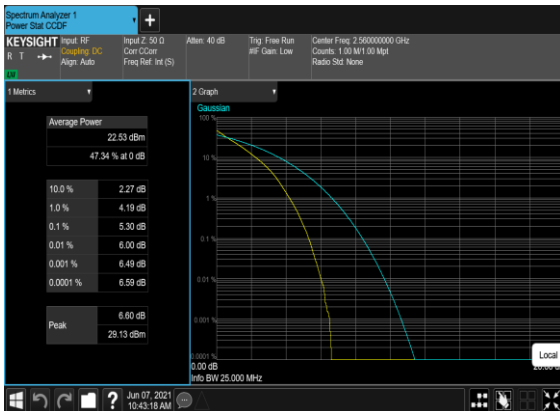 Spectrum Analyzer 1
Power Stat CCDF
+
KEYSIGHT
R T
LXI
Input: RF
Coupling: DC
Align: Auto
Input Z: 50 Ω
Corr CCorr
Freq Ref: Int (S)
Atten: 40 dB
Trig: Free Run
#IF Gain: Low
Center Freq: 2.560000000 GHz
Counts: 1.00 M/1.00 Mpt
Radio Std: None
1 Metrics
Average Power
22.53 dBm
47.34 % at 0 dB
10.0 % 2.27 dB
1.0 % 4.19 dB
0.1 % 5.30 dB
0.01 % 6.00 dB
0.001 % 6.49 dB
0.0001 % 6.59 dB
Peak
6.60 dB
29.13 dBm
2 Graph
Gaussian
100 %
10 %
1 %
0.1 %
0.01 %
0.001 %
0.0001 %
0.00 dB
Info BW 25.000 MHz
Local
?
Jun 07, 2021
10:43:18 AM